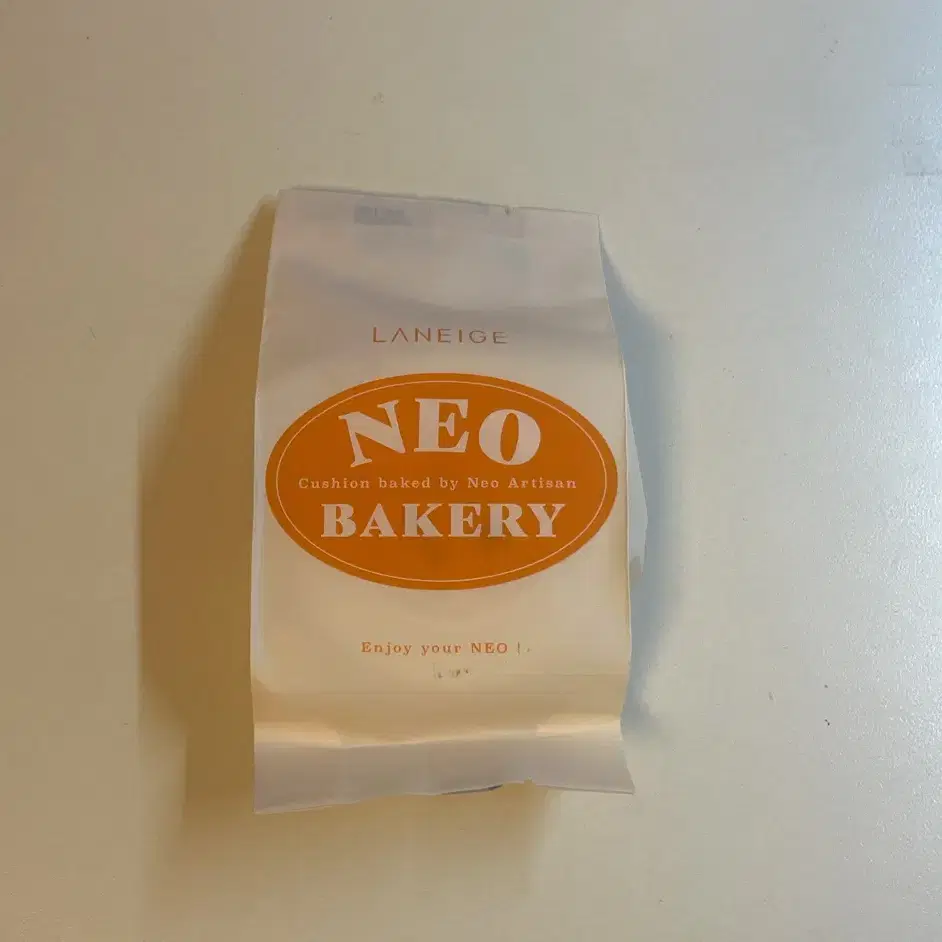 LANEIGE
NEO
Cushion baked by Neo Artisan
BAKERY
Enjoy your NEO